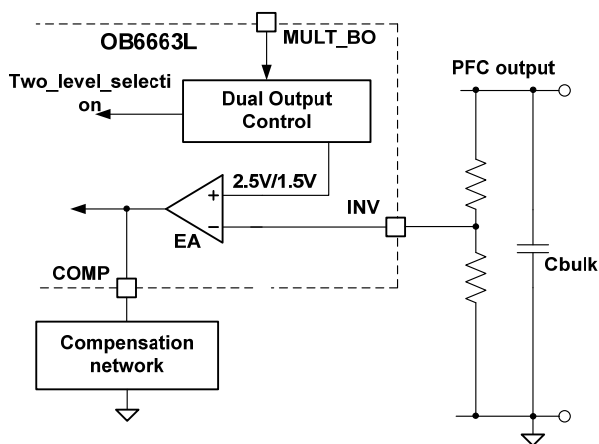 OB6663L
MULT_BO
Two_level_selecti
on
Dual Output
Control
PFC output
2.5V/1.5V
+
−
EA
INV
COMP
Cbulk
Compensation
network